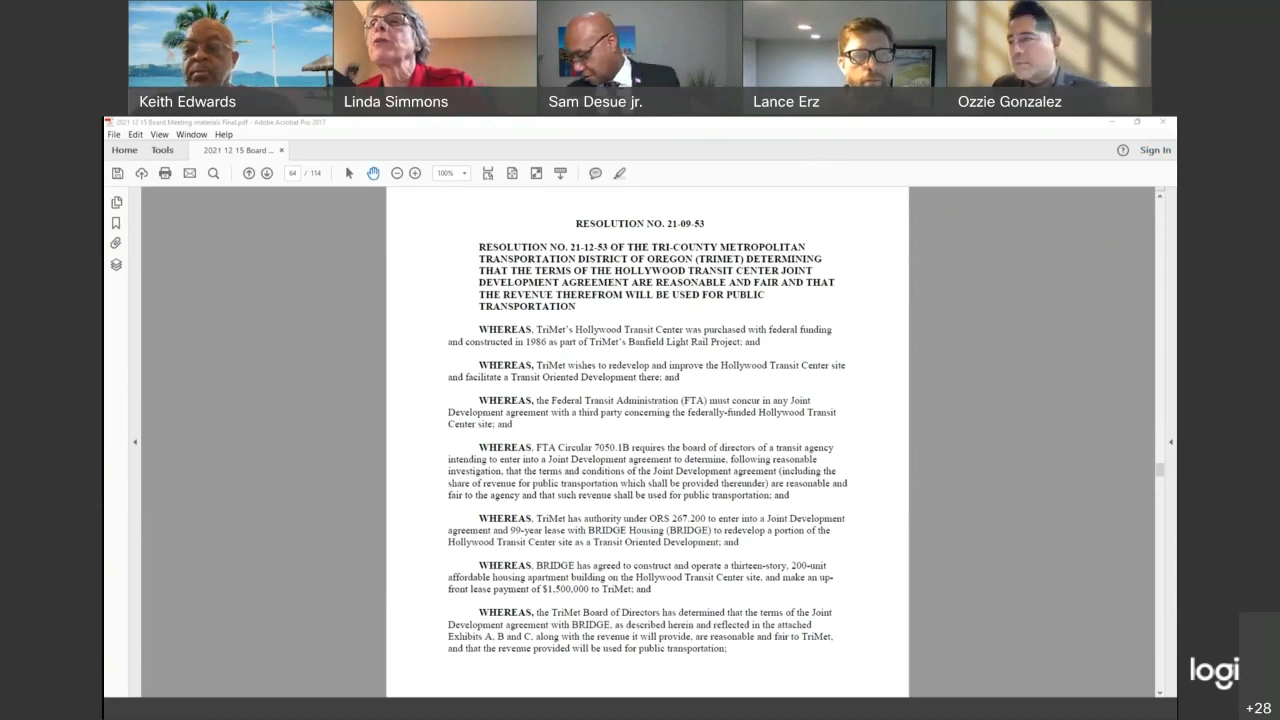 Keith Edwards
Linda Simmons
Sam Desue jr.
Lance Erz
Ozzie Gonzalez
2021 12 15 Board Meeting materials Final.pdf - Adobe Acrobat Pro 2017
File Edit View Window Help
Home Tools 2021 12 15 Board ... × Sign In
64 / 114 100%
RESOLUTION NO. 21-09-53
RESOLUTION NO. 21-12-53 OF THE TRI-COUNTY METROPOLITAN
TRANSPORTATION DISTRICT OF OREGON (TRIMET) DETERMINING
THAT THE TERMS OF THE HOLLYWOOD TRANSIT CENTER JOINT
DEVELOPMENT AGREEMENT ARE REASONABLE AND FAIR AND THAT
THE REVENUE THEREFROM WILL BE USED FOR PUBLIC
TRANSPORTATION
WHEREAS, TriMet's Hollywood Transit Center was purchased with federal funding
and constructed in 1986 as part of TriMet's Banfield Light Rail Project; and
WHEREAS, TriMet wishes to redevelop and improve the Hollywood Transit Center site
and facilitate a Transit Oriented Development there; and
WHEREAS, the Federal Transit Administration (FTA) must concur in any Joint
Development agreement with a third party concerning the federally-funded Hollywood Transit
Center site; and
WHEREAS, FTA Circular 7050.1B requires the board of directors of a transit agency
intending to enter into a Joint Development agreement to determine, following reasonable
investigation, that the terms and conditions of the Joint Development agreement (including the
share of revenue for public transportation which shall be provided thereunder) are reasonable and
fair to the agency and that such revenue shall be used for public transportation; and
WHEREAS, TriMet has authority under ORS 267.200 to enter into a Joint Development
agreement and 99-year lease with BRIDGE Housing (BRIDGE) to redevelop a portion of the
Hollywood Transit Center site as a Transit Oriented Development; and
WHEREAS, BRIDGE has agreed to construct and operate a thirteen-story, 200-unit
affordable housing apartment building on the Hollywood Transit Center site, and make an up-
front lease payment of $1,500,000 to TriMet; and
WHEREAS, the TriMet Board of Directors has determined that the terms of the Joint
Development agreement with BRIDGE, as described herein and reflected in the attached
Exhibits A, B and C, along with the revenue it will provide, are reasonable and fair to TriMet,
and that the revenue provided will be used for public transportation;
logi
+28